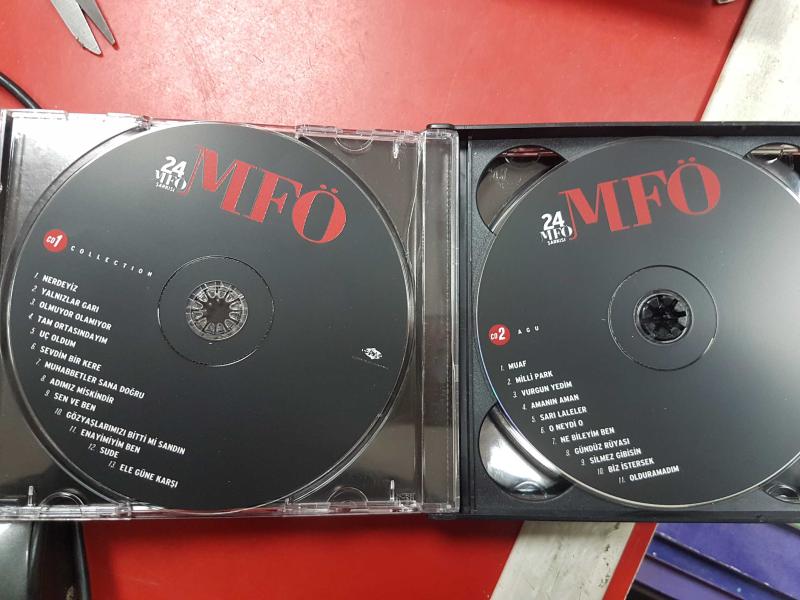 24
MFÖ
ŞARKISI
MFÖ
CD1 COLLECTION
1. NERDEYİZ
2. YALNIZLAR GARI
3. OLMUYOR OLAMIYOR
4. TAM ORTASINDAYIM
5. UÇ OLDUM
6. SEVDİM BİR KERE
7. MUHABBETLER SANA DOĞRU
8. ADIMIZ MİSKİNDİR
9. SEN VE BEN
10. GÖZYAŞLARIMIZI BİTTİ Mİ SANDIN
11. ENAYİMİYİM BEN
12. SUDE
13. ELE GÜNE KARŞI
24
MFÖ
ŞARKISI
MFÖ
CD2 AGU
1. MUAF
2. MİLLİ PARK
3. VURGUN YEDİM
4. AMANIN AMAN
5. SARI LALELER
6. O NEYDİ O
7. NE BİLEYİM BEN
8. GÜNDÜZ RÜYASI
9. SİLMEZ GİBİSİN
10. BİZ İSTERSEK
11. OLDURAMADIM